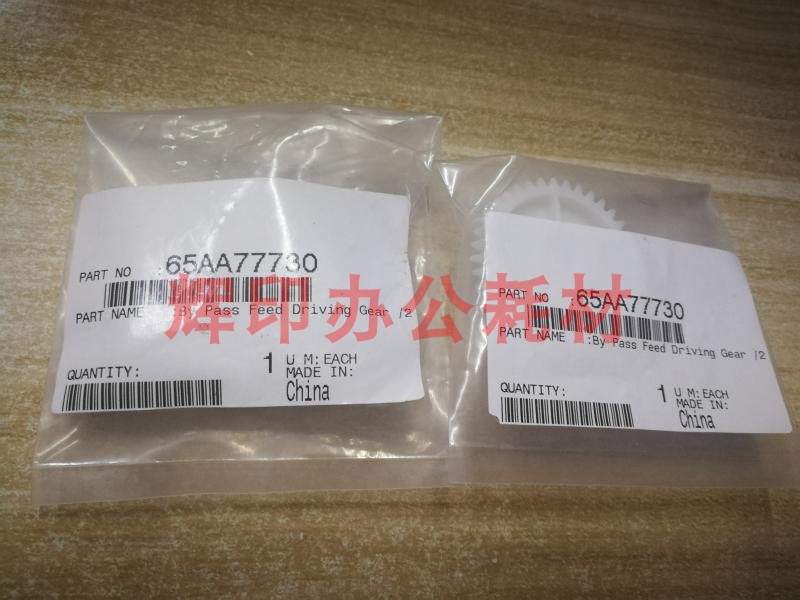 PART NO :65AA77730
PART NAME :By Pass Feed Driving Gear /2
QUANTITY: 1 U M:EACH
MADE IN:
China
PART NO :65AA77730
PART NAME :By Pass Feed Driving Gear /2
QUANTITY: 1 U M:EACH
MADE IN:
China
辉印办公耗材